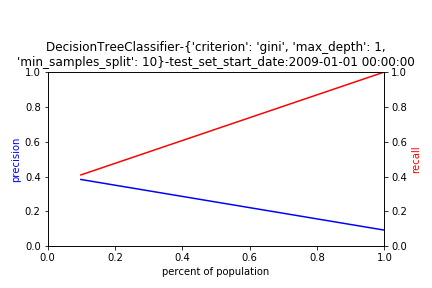 DecisionTreeClassifier-{'criterion': 'gini', 'max_depth': 1,
'min_samples_split': 10}-test_set_start_date:2009-01-01 00:00:00
1.0
0.8
0.6
0.4
0.2
0.0
precision
1.0
0.8
0.6
0.4
0.2
0.0
recall
0.0 0.2 0.4 0.6 0.8 1.0
percent of population